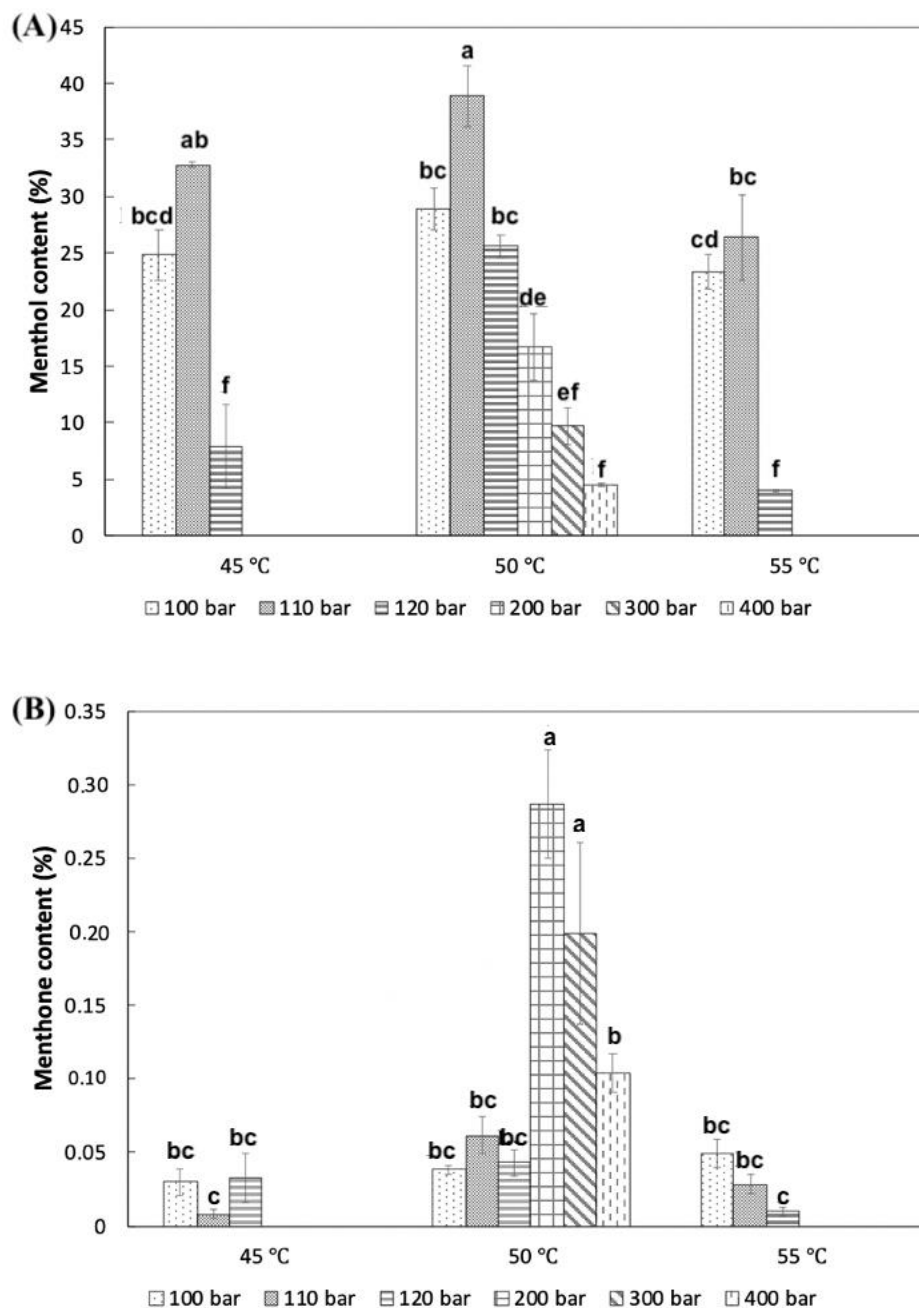 (A)
45
40
35
30
25
20
15
10
5
0
Menthol content (%)
bcd
ab
f
bc
a
bc
de
ef
f
cd
bc
f
45 °C
50 °C
55 °C
100 bar
110 bar
120 bar
200 bar
300 bar
400 bar
(B)
0.35
0.30
0.25
0.20
0.15
0.10
0.05
0
Menthone content (%)
bc
c
bc
bc
bc
bc
a
a
b
bc
bc
c
45 °C
50 °C
55 °C
100 bar
110 bar
120 bar
200 bar
300 bar
400 bar